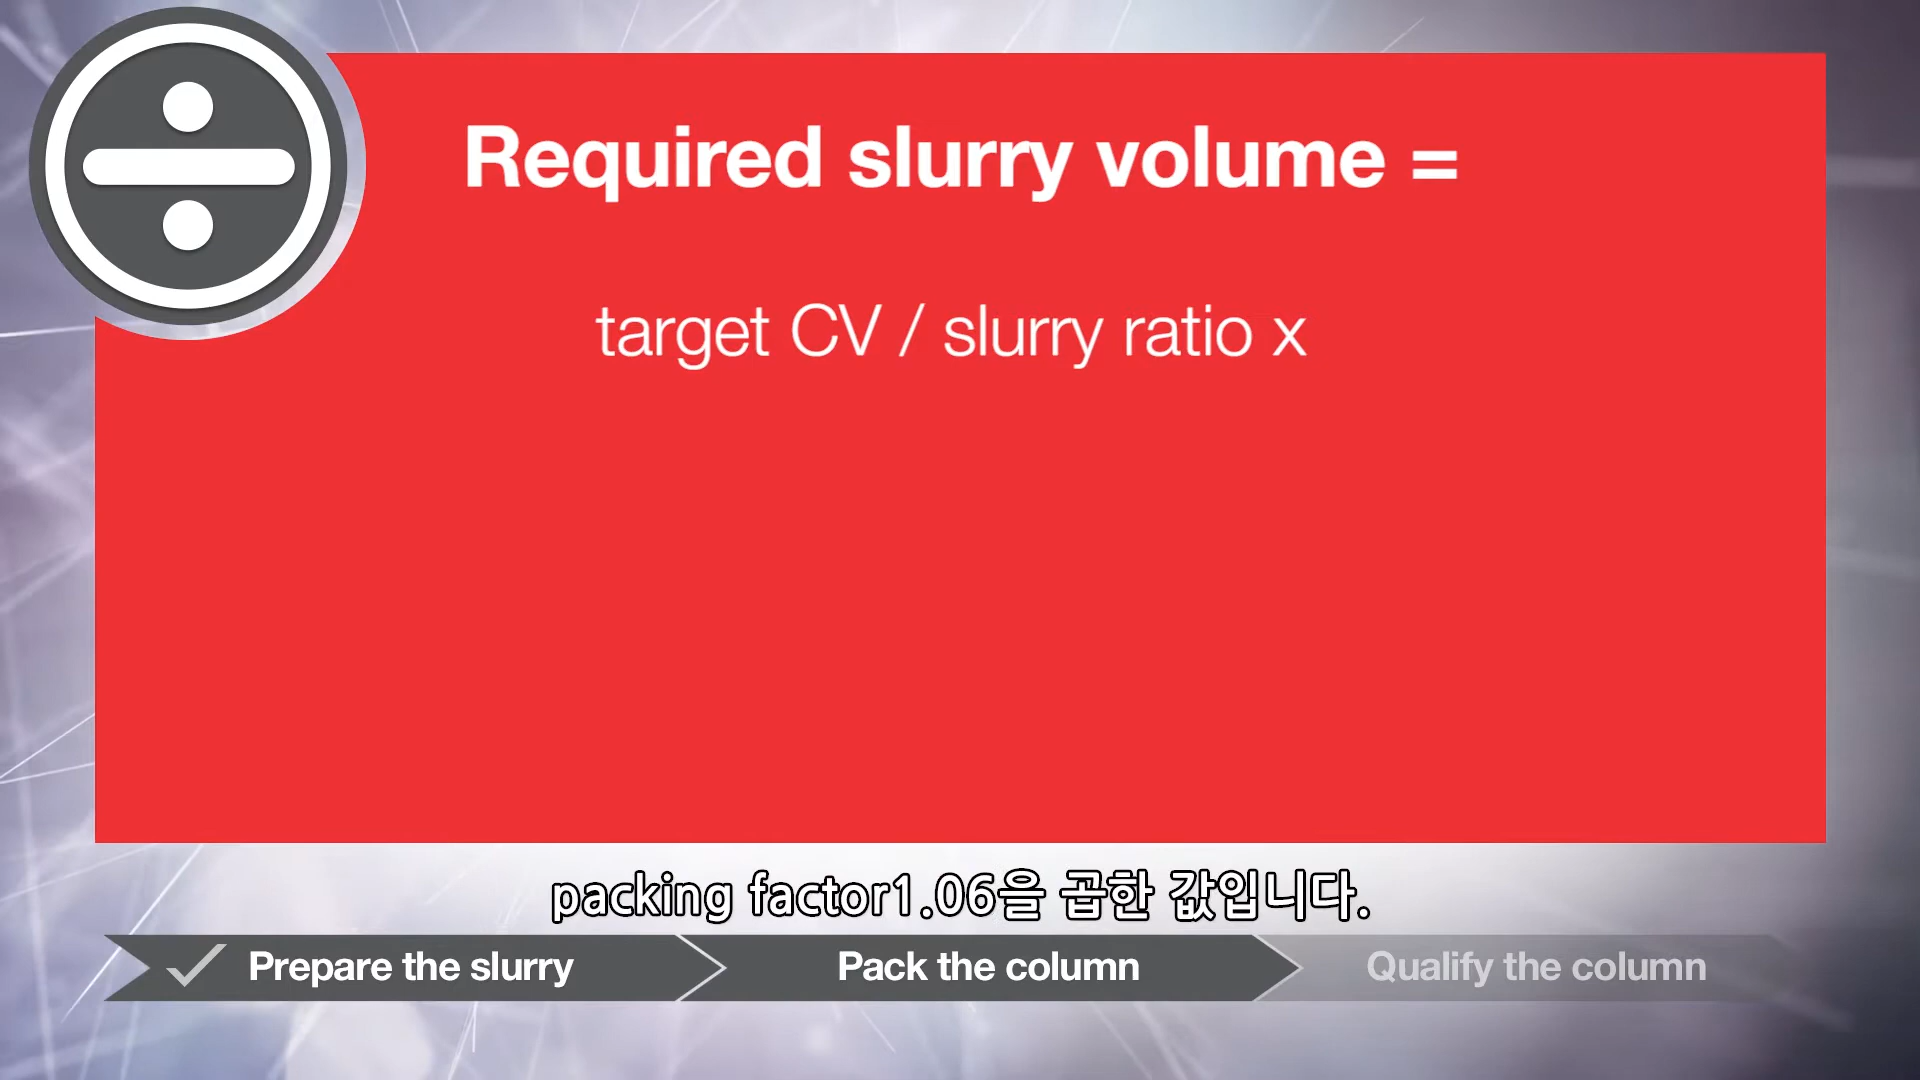 Required slurry volume =
target CV / slurry ratio x
packing factor1.06을 곱한 값입니다.
Prepare the slurry
Pack the column
Qualify the column